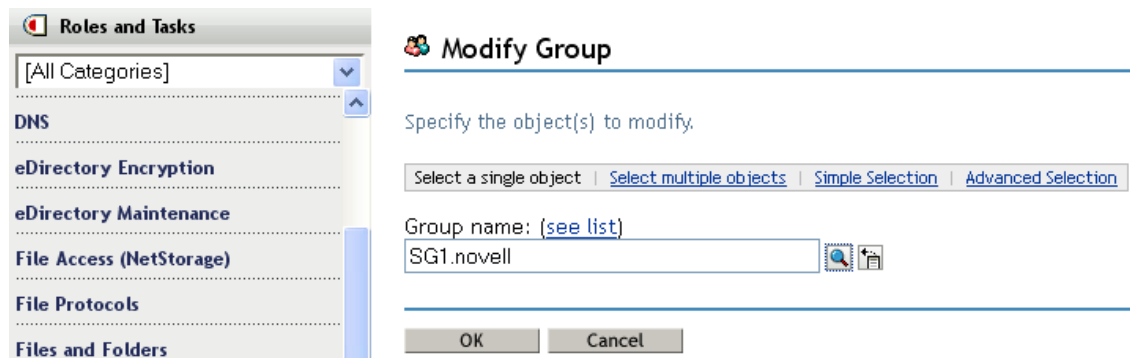 Roles and Tasks
[All Categories]
DNS
eDirectory Encryption
eDirectory Maintenance
File Access (NetStorage)
File Protocols
Files and Folders
Modify Group
Specify the object(s) to modify.
Select a single object | Select multiple objects | Simple Selection | Advanced Selection
Group name: (see list)
SG1.novell
OK Cancel